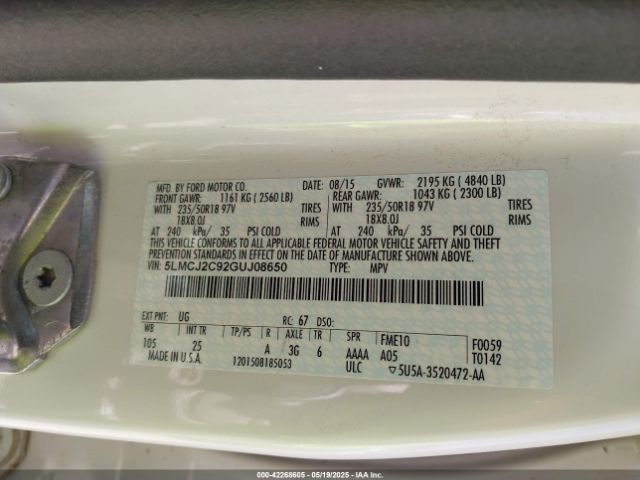 MFD. BY FORD MOTOR CO. DATE: 08/15 GVWR: 2195 KG ( 4840 LB)
FRONT GAWR: 1161 KG ( 2560 LB) REAR GAWR: 1043 KG ( 2300 LB)
WITH 235/50R18 97V TIRES WITH 235/50R18 97V TIRES
18X8.0J RIMS 18X8.0J RIMS
AT 240 kPa/ 35 PSI COLD AT 240 kPa/ 35 PSI COLD
THIS VEHICLE CONFORMS TO ALL APPLICABLE FEDERAL MOTOR VEHICLE SAFETY AND BUMPER
STANDARDS IN EFFECT ON THE DATE OF MANUFACTURE SHOWN ABOVE.
VIN: 5LMCJ2C92GUJ08650 TYPE: MPV
EXT PNT: UG RC: 67 DSO:
WB INT TR TP/PS R AXLE TR SPR FME10 F0059
105 25 A 3G 6 AAAA A05 T0142
MADE IN U.S.A. 1201508185053 ULC ▽5U5A-3520472-AA
000-42268605 - 05/19/2025 - IAA Inc.